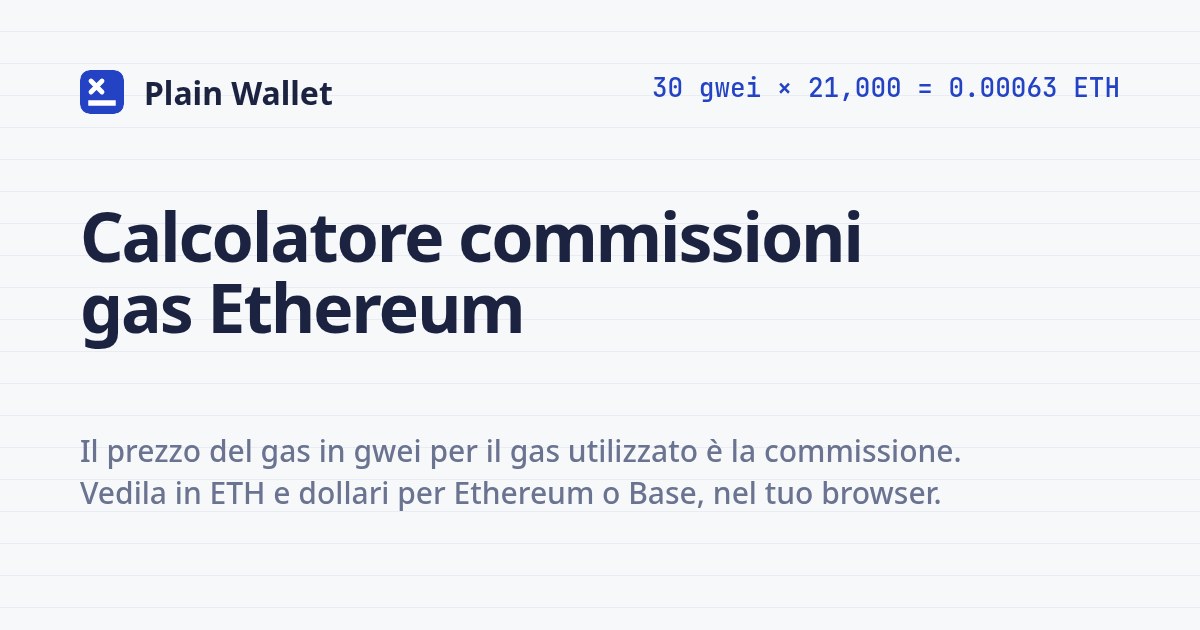 Plain Wallet
30 gwei × 21,000 = 0.00063 ETH
Calcolatore commissioni
gas Ethereum
Il prezzo del gas in gwei per il gas utilizzato è la commissione.
Vedila in ETH e dollari per Ethereum o Base, nel tuo browser.